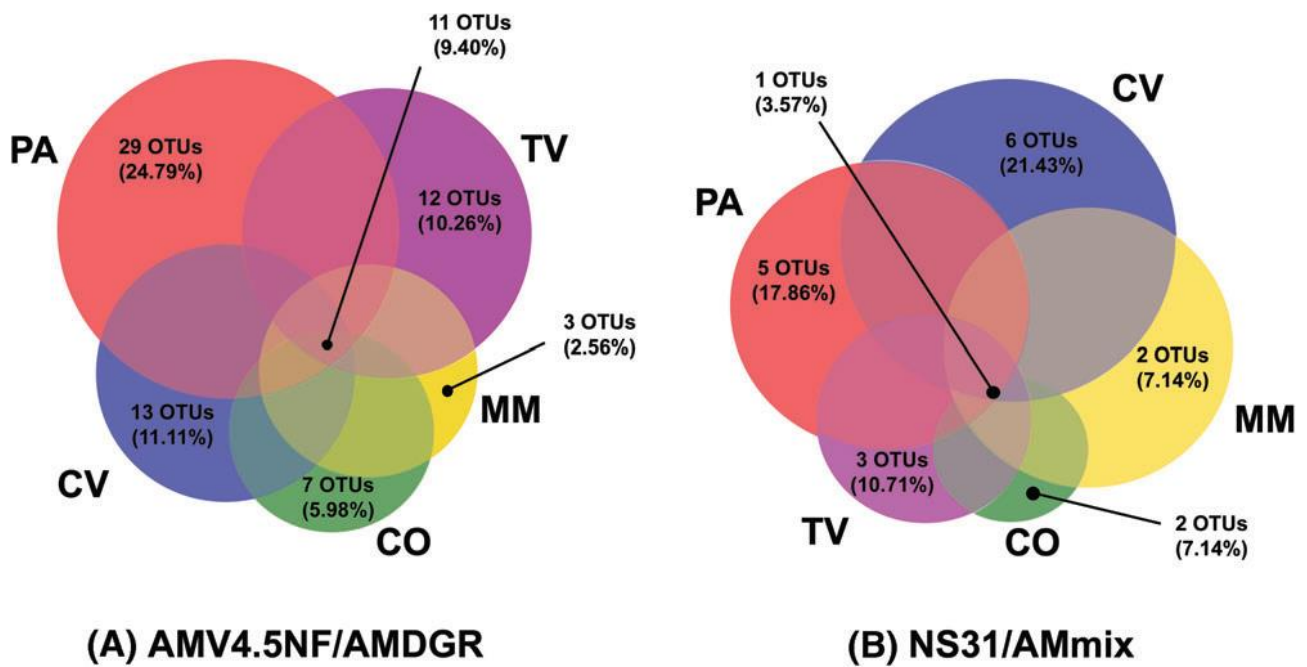 11 OTUs
(9.40%)
PA
29 OTUs
(24.79%)
TV
12 OTUs
(10.26%)
3 OTUs
(2.56%)
MM
13 OTUs
(11.11%)
CV
7 OTUs
(5.98%)
CO
(A) AMV4.5NF/AMDGR
1 OTUs
(3.57%)
CV
6 OTUs
(21.43%)
PA
5 OTUs
(17.86%)
2 OTUs
(7.14%)
MM
3 OTUs
(10.71%)
TV
CO
2 OTUs
(7.14%)
(B) NS31/AMmix